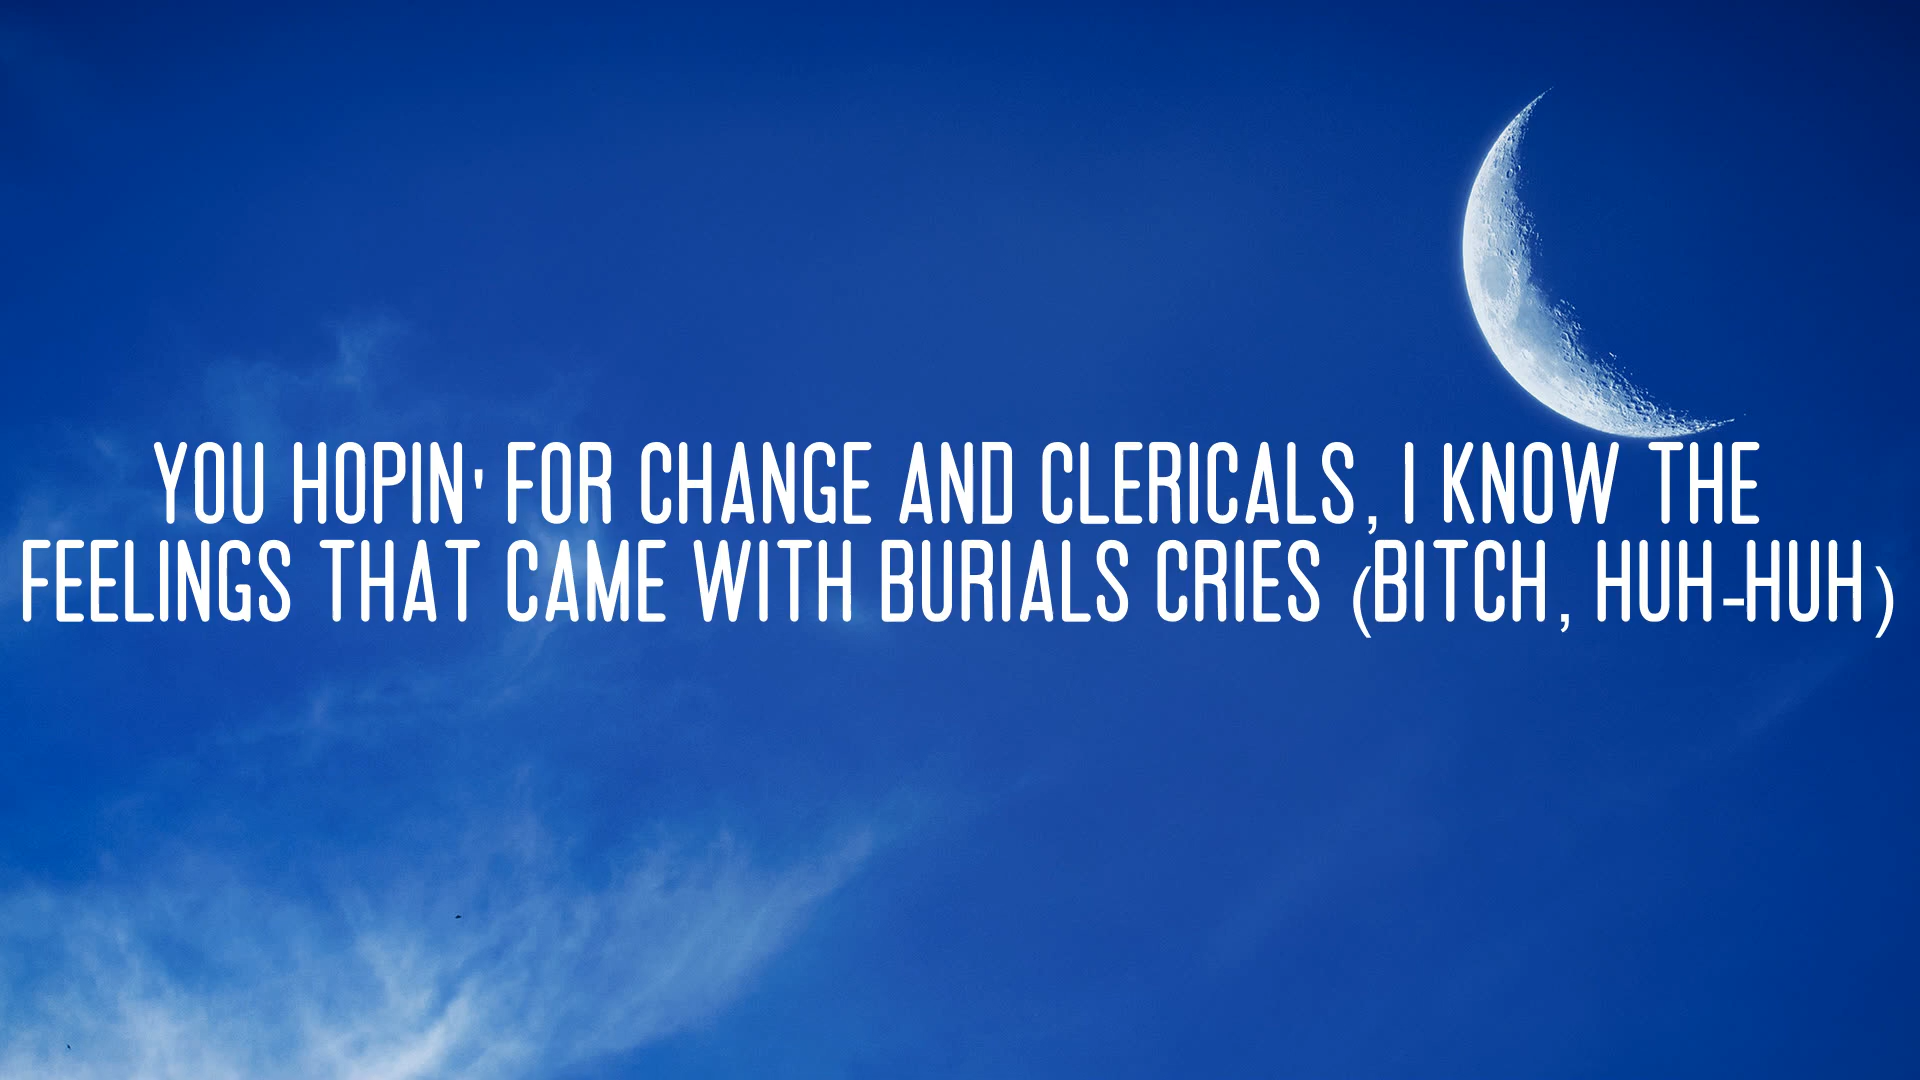 YOU HOPIN' FOR CHANGE AND CLERICALS, I KNOW THE
FEELINGS THAT CAME WITH BURIALS CRIES (BITCH, HUH-HUH)